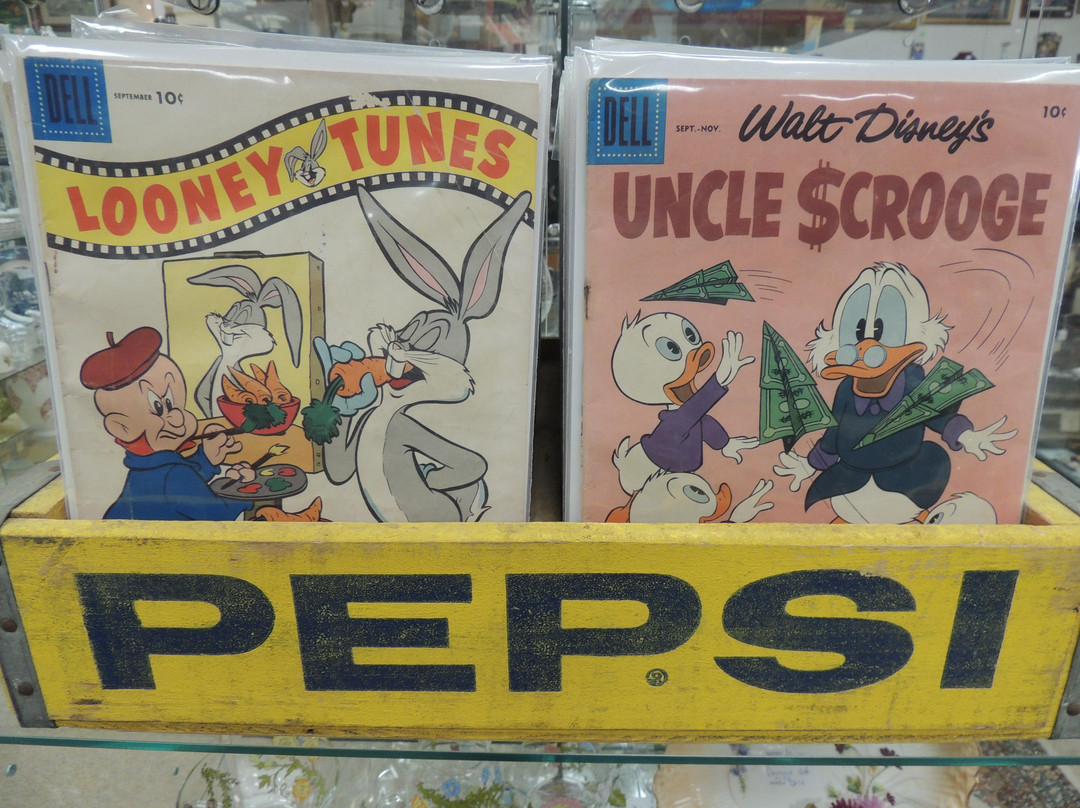 DELL
SEPTEMBER 10¢
LOONEY TUNES
DELL
SEPT.-NOV.
Walt Disney's
10¢
UNCLE $CROOGE
PEPSI